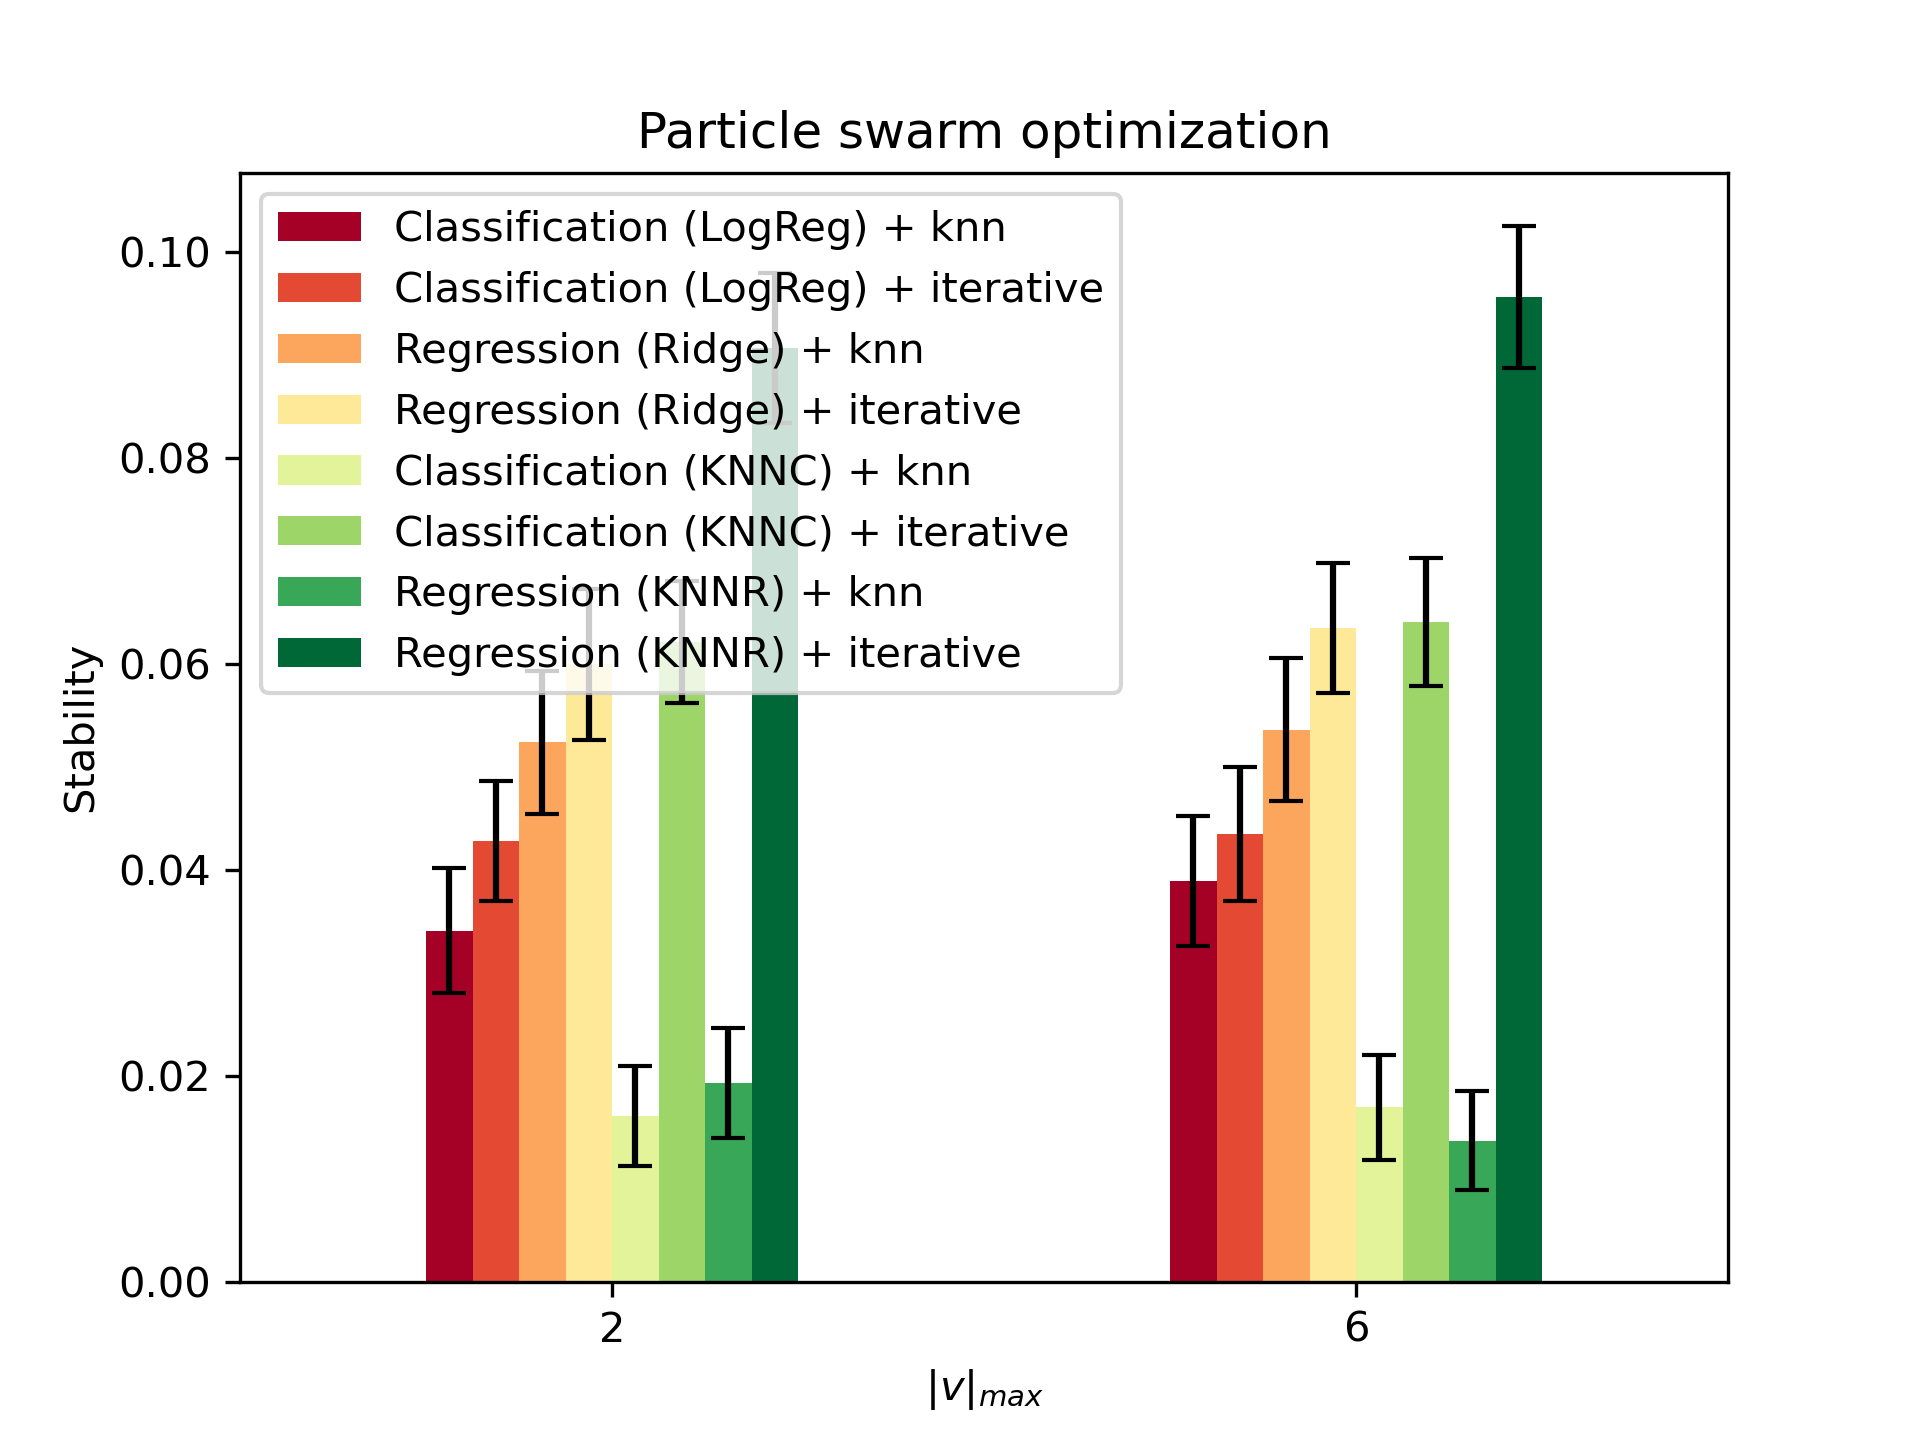 Particle swarm optimization
Classification (LogReg) + knn
Classification (LogReg) + iterative
Regression (Ridge) + knn
Regression (Ridge) + iterative
Classification (KNNC) + knn
Classification (KNNC) + iterative
Regression (KNNR) + knn
Regression (KNNR) + iterative
Stability
0.10
0.08
0.06
0.04
0.02
0.00
2
6
|v|max